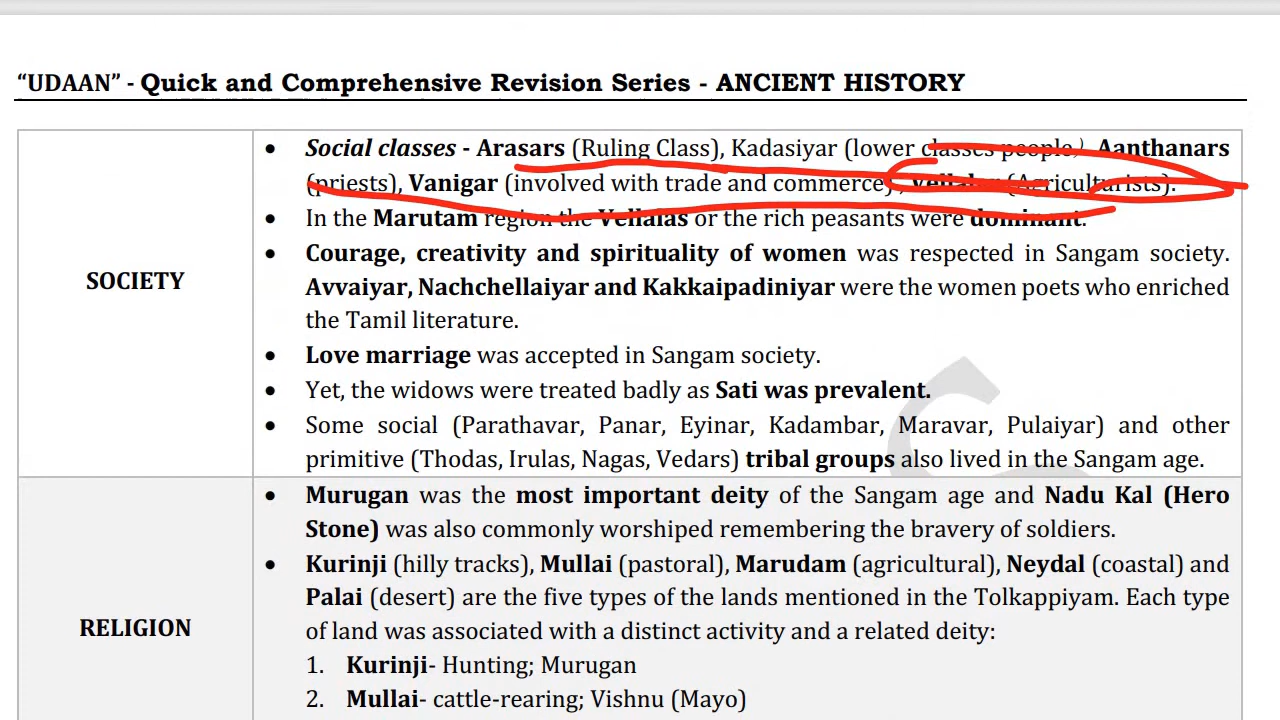 “UDAAN” - Quick and Comprehensive Revision Series - ANCIENT HISTORY
SOCIETY
• Social classes - Arasars (Ruling Class), Kadasiyar (lower classes people) Aanthanars
(priests), Vanigar (involved with trade and commerce) , Vellalar (Agriculturists).
• In the Marutam region the Vellalas or the rich peasants were dominant.
• Courage, creativity and spirituality of women was respected in Sangam society.
Avvaiyar, Nachchellaiyar and Kakkaipadiniyar were the women poets who enriched
the Tamil literature.
• Love marriage was accepted in Sangam society.
• Yet, the widows were treated badly as Sati was prevalent.
• Some social (Parathavar, Panar, Eyinar, Kadambar, Maravar, Pulaiyar) and other
primitive (Thodas, Irulas, Nagas, Vedars) tribal groups also lived in the Sangam age.
RELIGION
• Murugan was the most important deity of the Sangam age and Nadu Kal (Hero
Stone) was also commonly worshiped remembering the bravery of soldiers.
• Kurinji (hilly tracks), Mullai (pastoral), Marudam (agricultural), Neydal (coastal) and
Palai (desert) are the five types of the lands mentioned in the Tolkappiyam. Each type
of land was associated with a distinct activity and a related deity:
1. Kurinji- Hunting; Murugan
2. Mullai- cattle-rearing; Vishnu (Mayo)